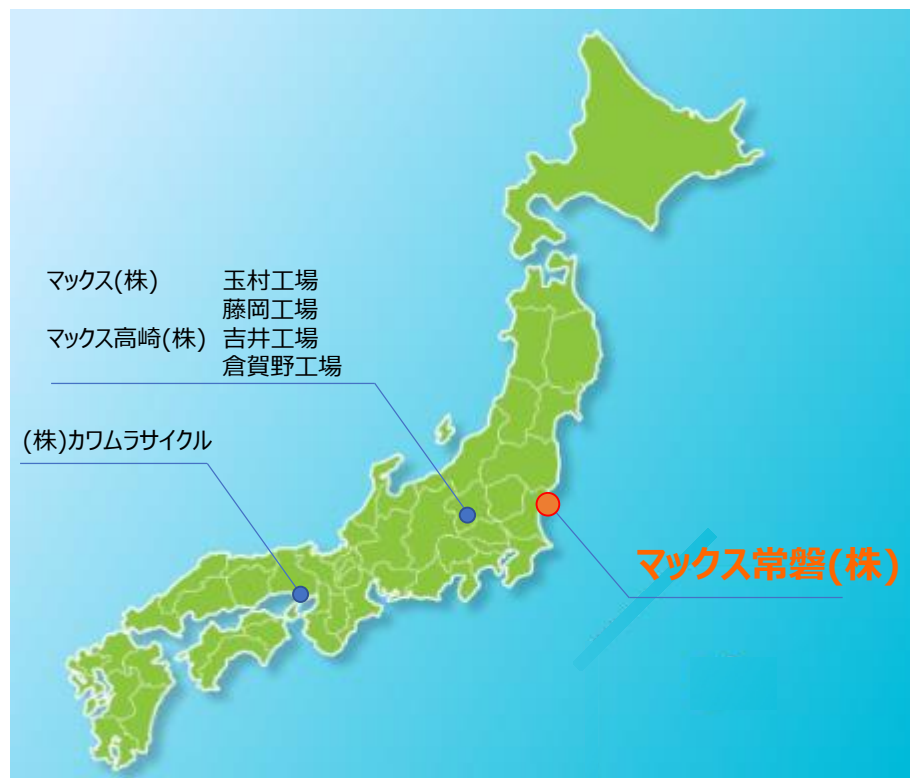 マックス(株) 玉村工場
藤岡工場
マックス高崎(株) 吉井工場
倉賀野工場
(株)カワムラサイクル
マックス常磐(株)